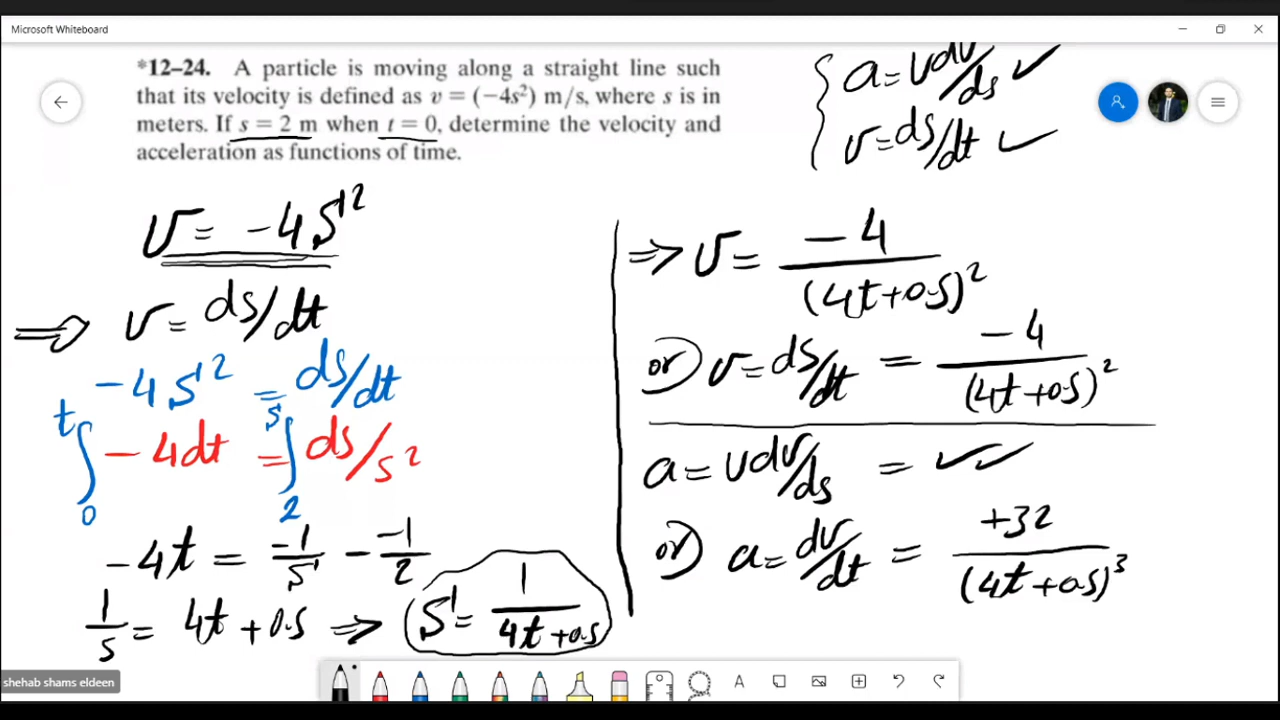 Microsoft Whiteboard
*12–24. A particle is moving along a straight line such
that its velocity is defined as v = (−4s²) m/s, where s is in
meters. If s = 2 m when t = 0, determine the velocity and
acceleration as functions of time.
a = vdv/ds ✓
v = ds/dt ✓
v = -4s²
⇒ v = ds/dt
-4s² = ds/dt
∫₀ᵗ -4dt = ∫₂ˢ ds/s²
-4t = -1/s - -1/2
1/s = 4t+0.5 ⇒ s = 1/(4t+0.5)
⇒ v = -4/(4t+0.5)²
or) v = ds/dt = -4/(4t+0.5)²
a = vdv/ds = ✓✓
or) a = dv/dt = +32/(4t+0.5)³
shehab shams eldeen
A